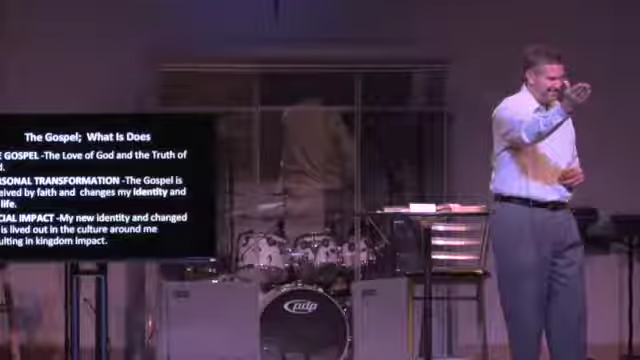 The Gospel; What Is Does
E GOSPEL -The Love of God and the Truth of
d.
RSONAL TRANSFORMATION -The Gospel is
eived by faith and changes my identity and
life.
CIAL IMPACT -My new identity and changed
is lived out in the culture around me
ulting in kingdom impact.
pdp